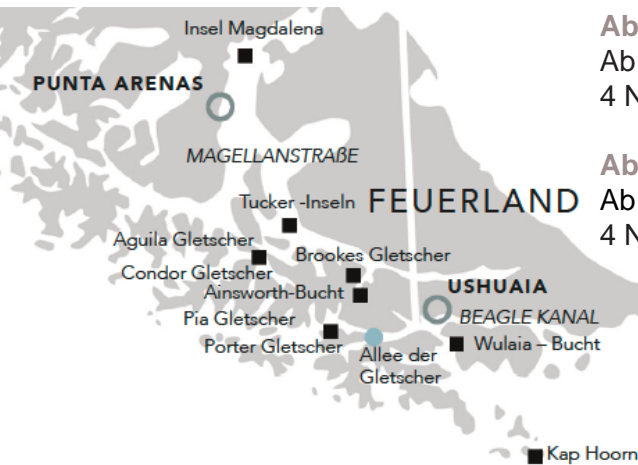 Insel Magdalena
PUNTA ARENAS
MAGELLANSTRAßE
Tucker -Inseln
FEUERLAND
Aguila Gletscher
Condor Gletscher
Brookes Gletscher
Ainsworth-Bucht
Pia Gletscher
Porter Gletscher
Allee der
Gletscher
USHUAIA
BEAGLE KANAL
Wulaia – Bucht
Kap Hoorn
Ab
Ab
4 N
Ab
Ab
4 N